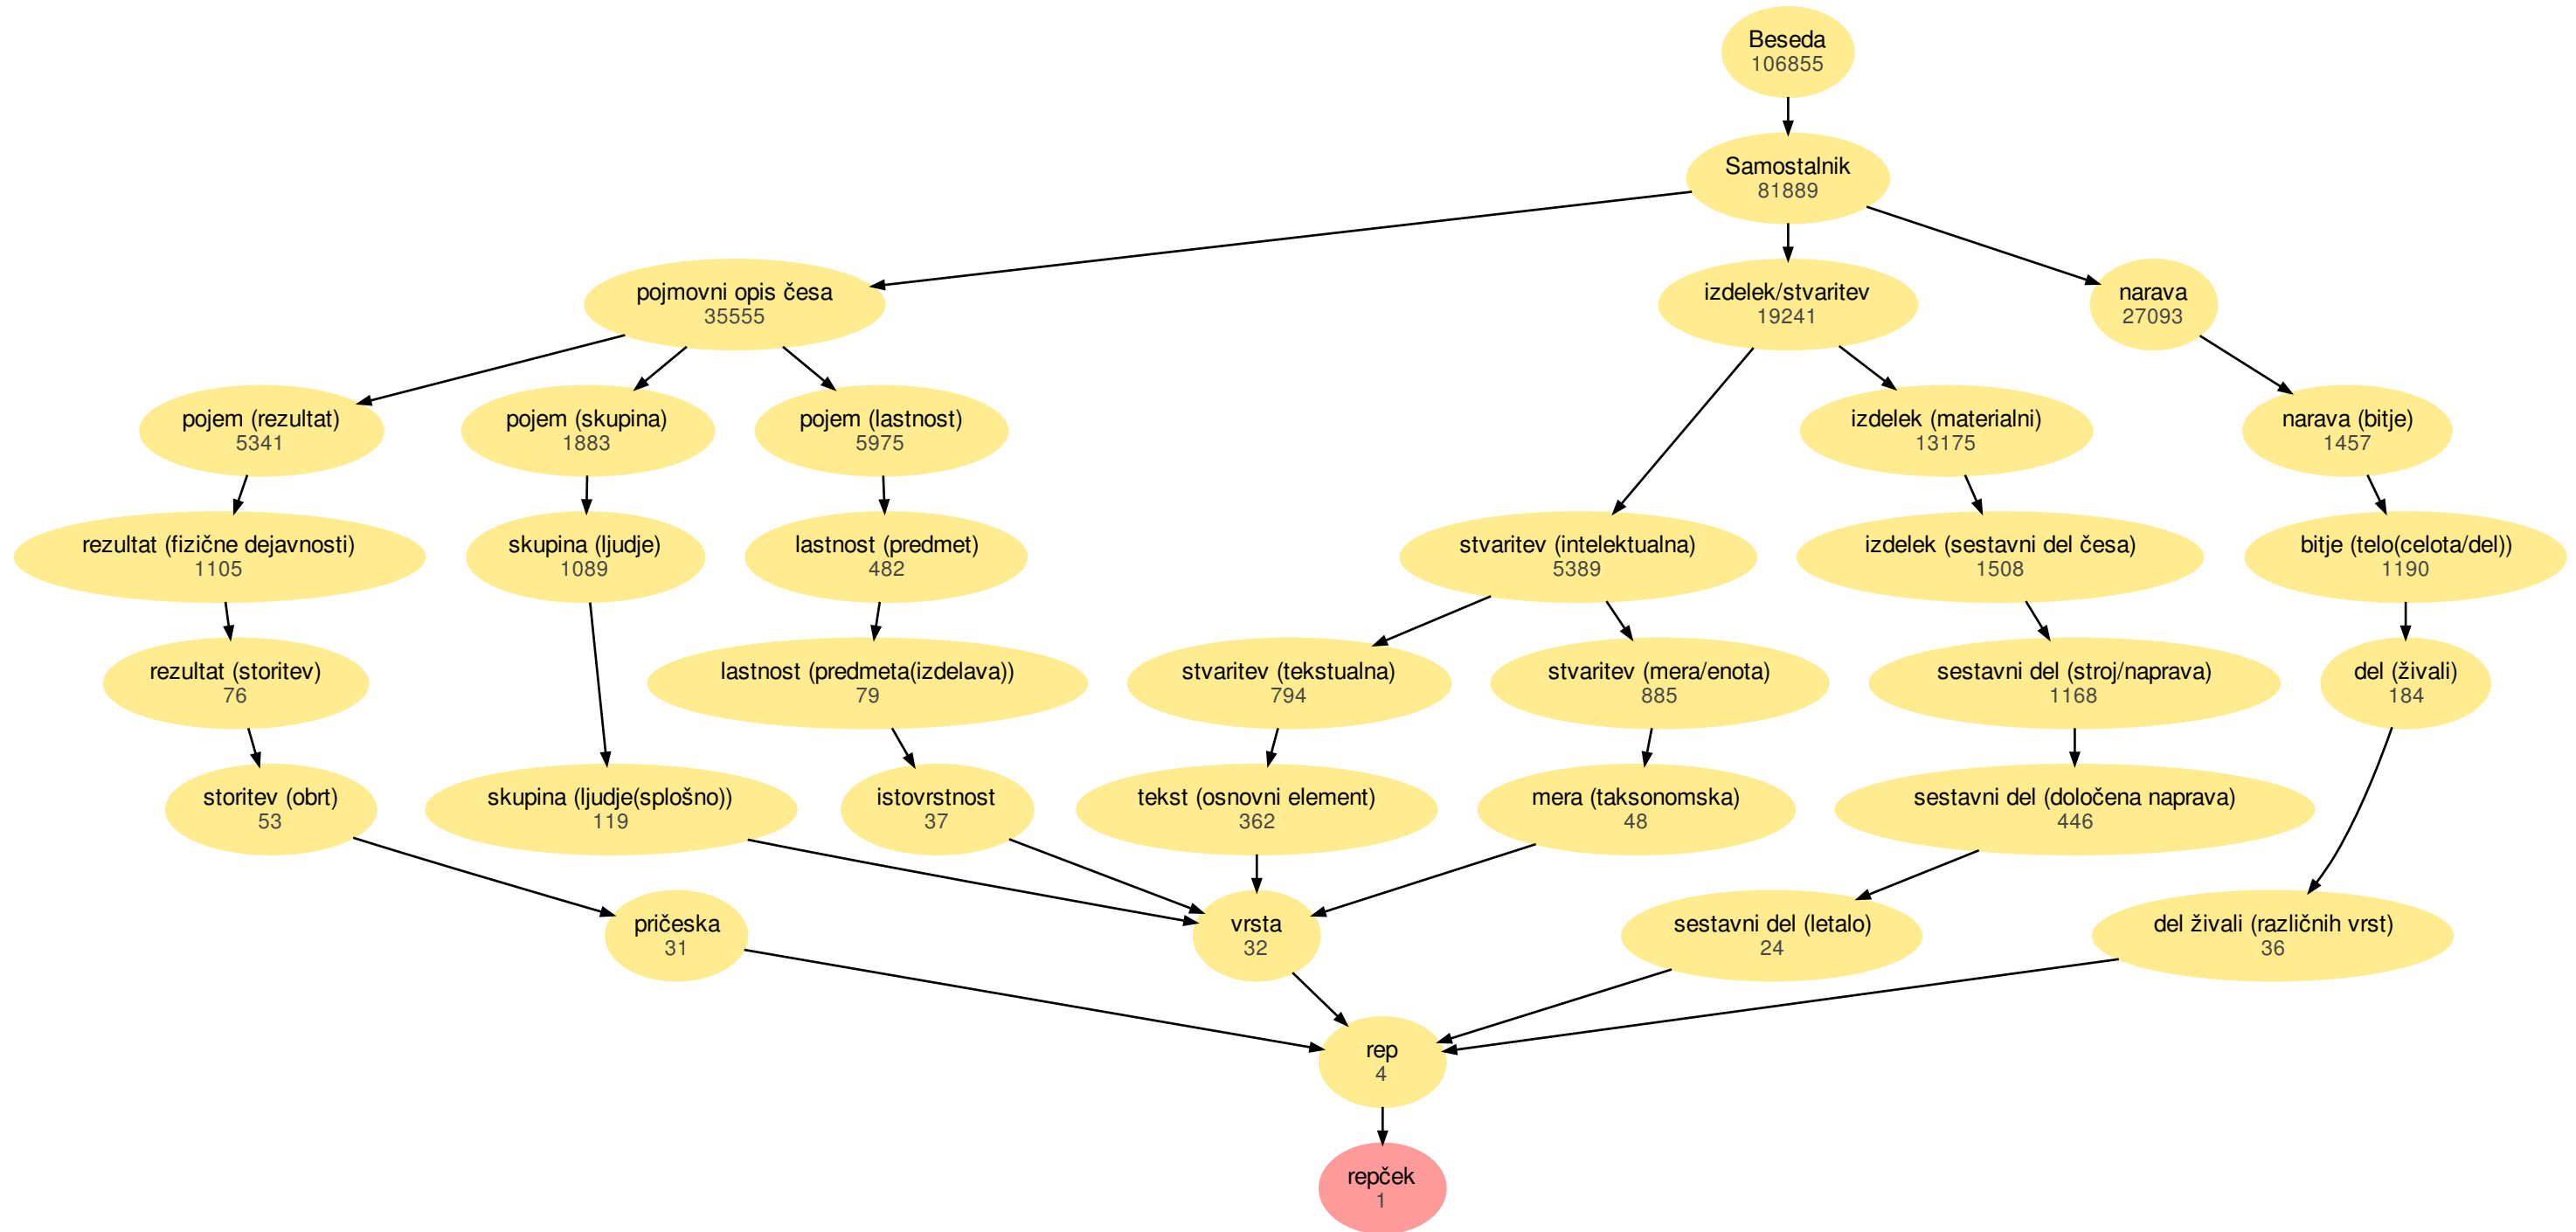 Beseda
106855
Samostalnik
81889
pojmovni opis česa
35555
izdelek/stvaritev
19241
narava
27093
pojem (rezultat)
5341
pojem (skupina)
1883
pojem (lastnost)
5975
izdelek (materialni)
13175
narava (bitje)
1457
rezultat (fizične dejavnosti)
1105
skupina (ljudje)
1089
lastnost (predmet)
482
stvaritev (intelektualna)
5389
izdelek (sestavni del česa)
1508
bitje (telo(celota/del))
1190
rezultat (storitev)
76
lastnost (predmeta(izdelava))
79
stvaritev (tekstualna)
794
stvaritev (mera/enota)
885
sestavni del (stroj/naprava)
1168
del (živali)
184
storitev (obrt)
53
skupina (ljudje(splošno))
119
istovrstnost
37
tekst (osnovni element)
362
mera (taksonomska)
48
sestavni del (določena naprava)
446
pričeska
31
vrsta
32
sestavni del (letalo)
24
del živali (različnih vrst)
36
rep
4
repček
1